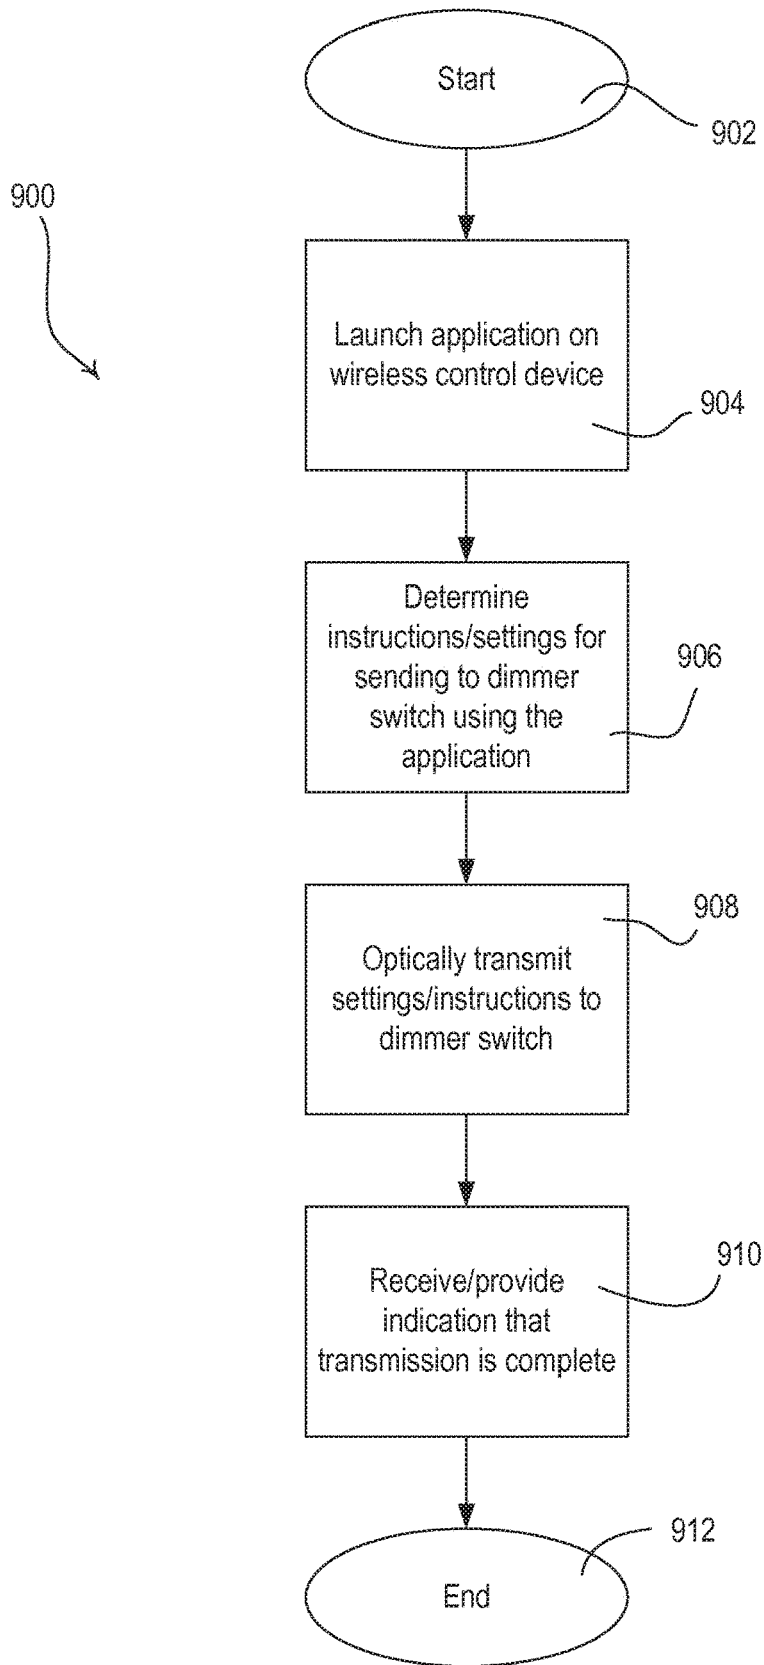 Start
902
900
Launch application on
wireless control device
904
Determine
instructions/settings for
sending to dimmer
switch using the
application
906
908
Optically transmit
settings/instructions to
dimmer switch
910
Receive/provide
indication that
transmission is complete
912
End